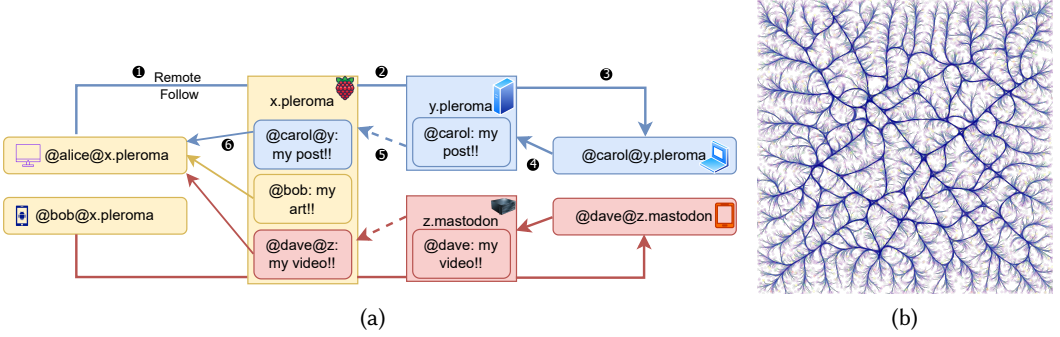 ❶
Remote
Follow
❷
❸
x.pleroma
y.pleroma
@carol@y:
my post!!
@carol: my
post!!
@alice@x.pleroma
❻
❺
❹
@carol@y.pleroma
@bob: my
art!!
@bob@x.pleroma
z.mastodon
@dave@z.mastodon
@dave@z:
my video!!
@dave: my
video!!
(a)
(b)